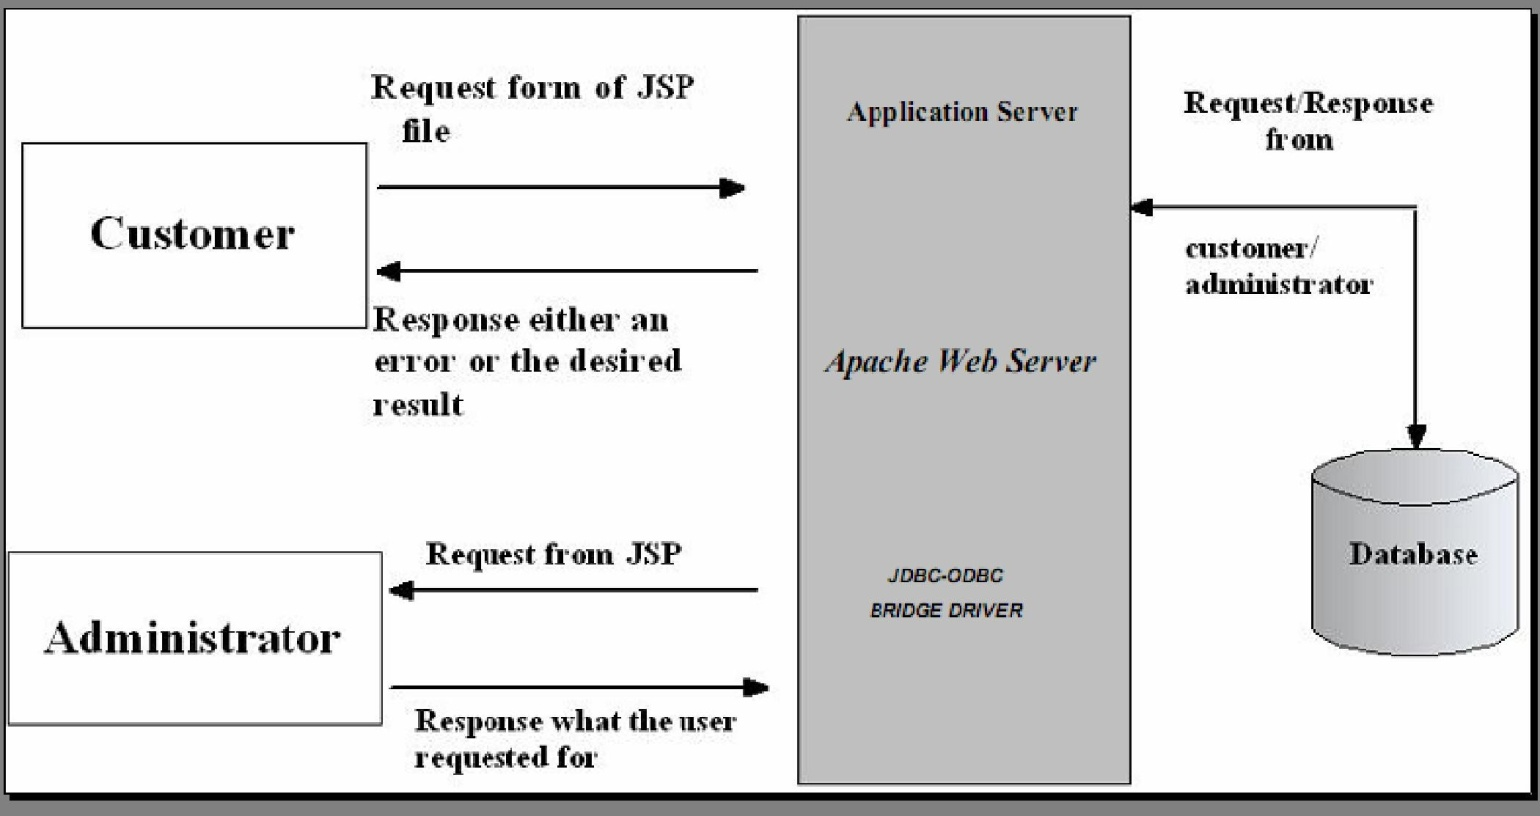 Request form of JSP
file
Customer
Response either an
error or the desired
result
Request from JSP
Administrator
Response what the user
requested for
Application Server
Apache Web Server
JDBC-ODBC
BRIDGE DRIVER
Request/Response
from
customer/
administrator
Database